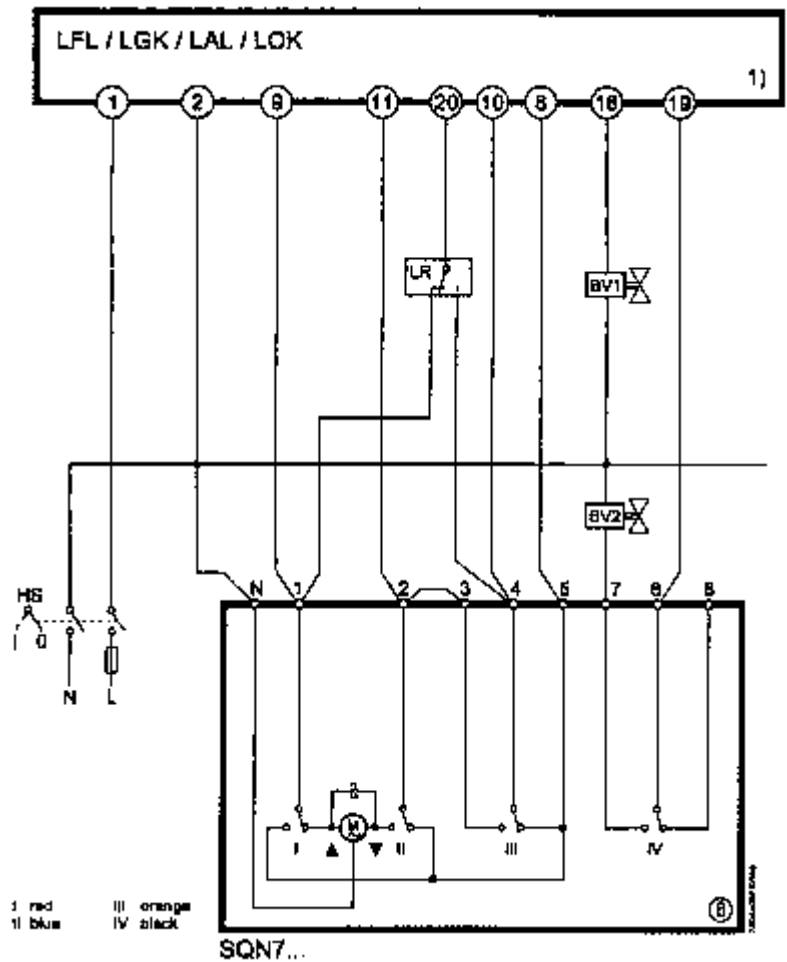 LFL / LGK / LAL / LOK
1)
1 2 9 11 20 10 8 18 19
LR
BV1
BV2
HS
I 0
N L
N 1 2 3 4 5 7 6 8
M
I II III IV
I red III orange
II blue IV black
6
SQN7...